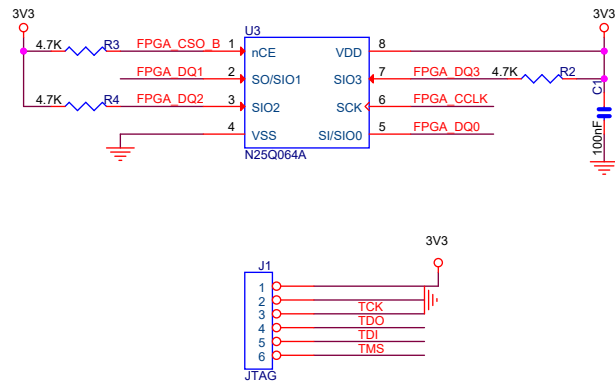 3V3
U3
3V3
4.7K R3 FPGA_CSO_B 1 nCE VDD 8
FPGA_DQ1 2 SO/SIO1 SIO3 7 FPGA_DQ3 4.7K R2
4.7K R4 FPGA_DQ2 3 SIO2 SCK 6 FPGA_CCLK
4 VSS SI/SIO0 5 FPGA_DQ0
C1
100nF
N25Q064A
3V3
J1
1
2
3 TCK
4 TDO
5 TDI
6 TMS
JTAG